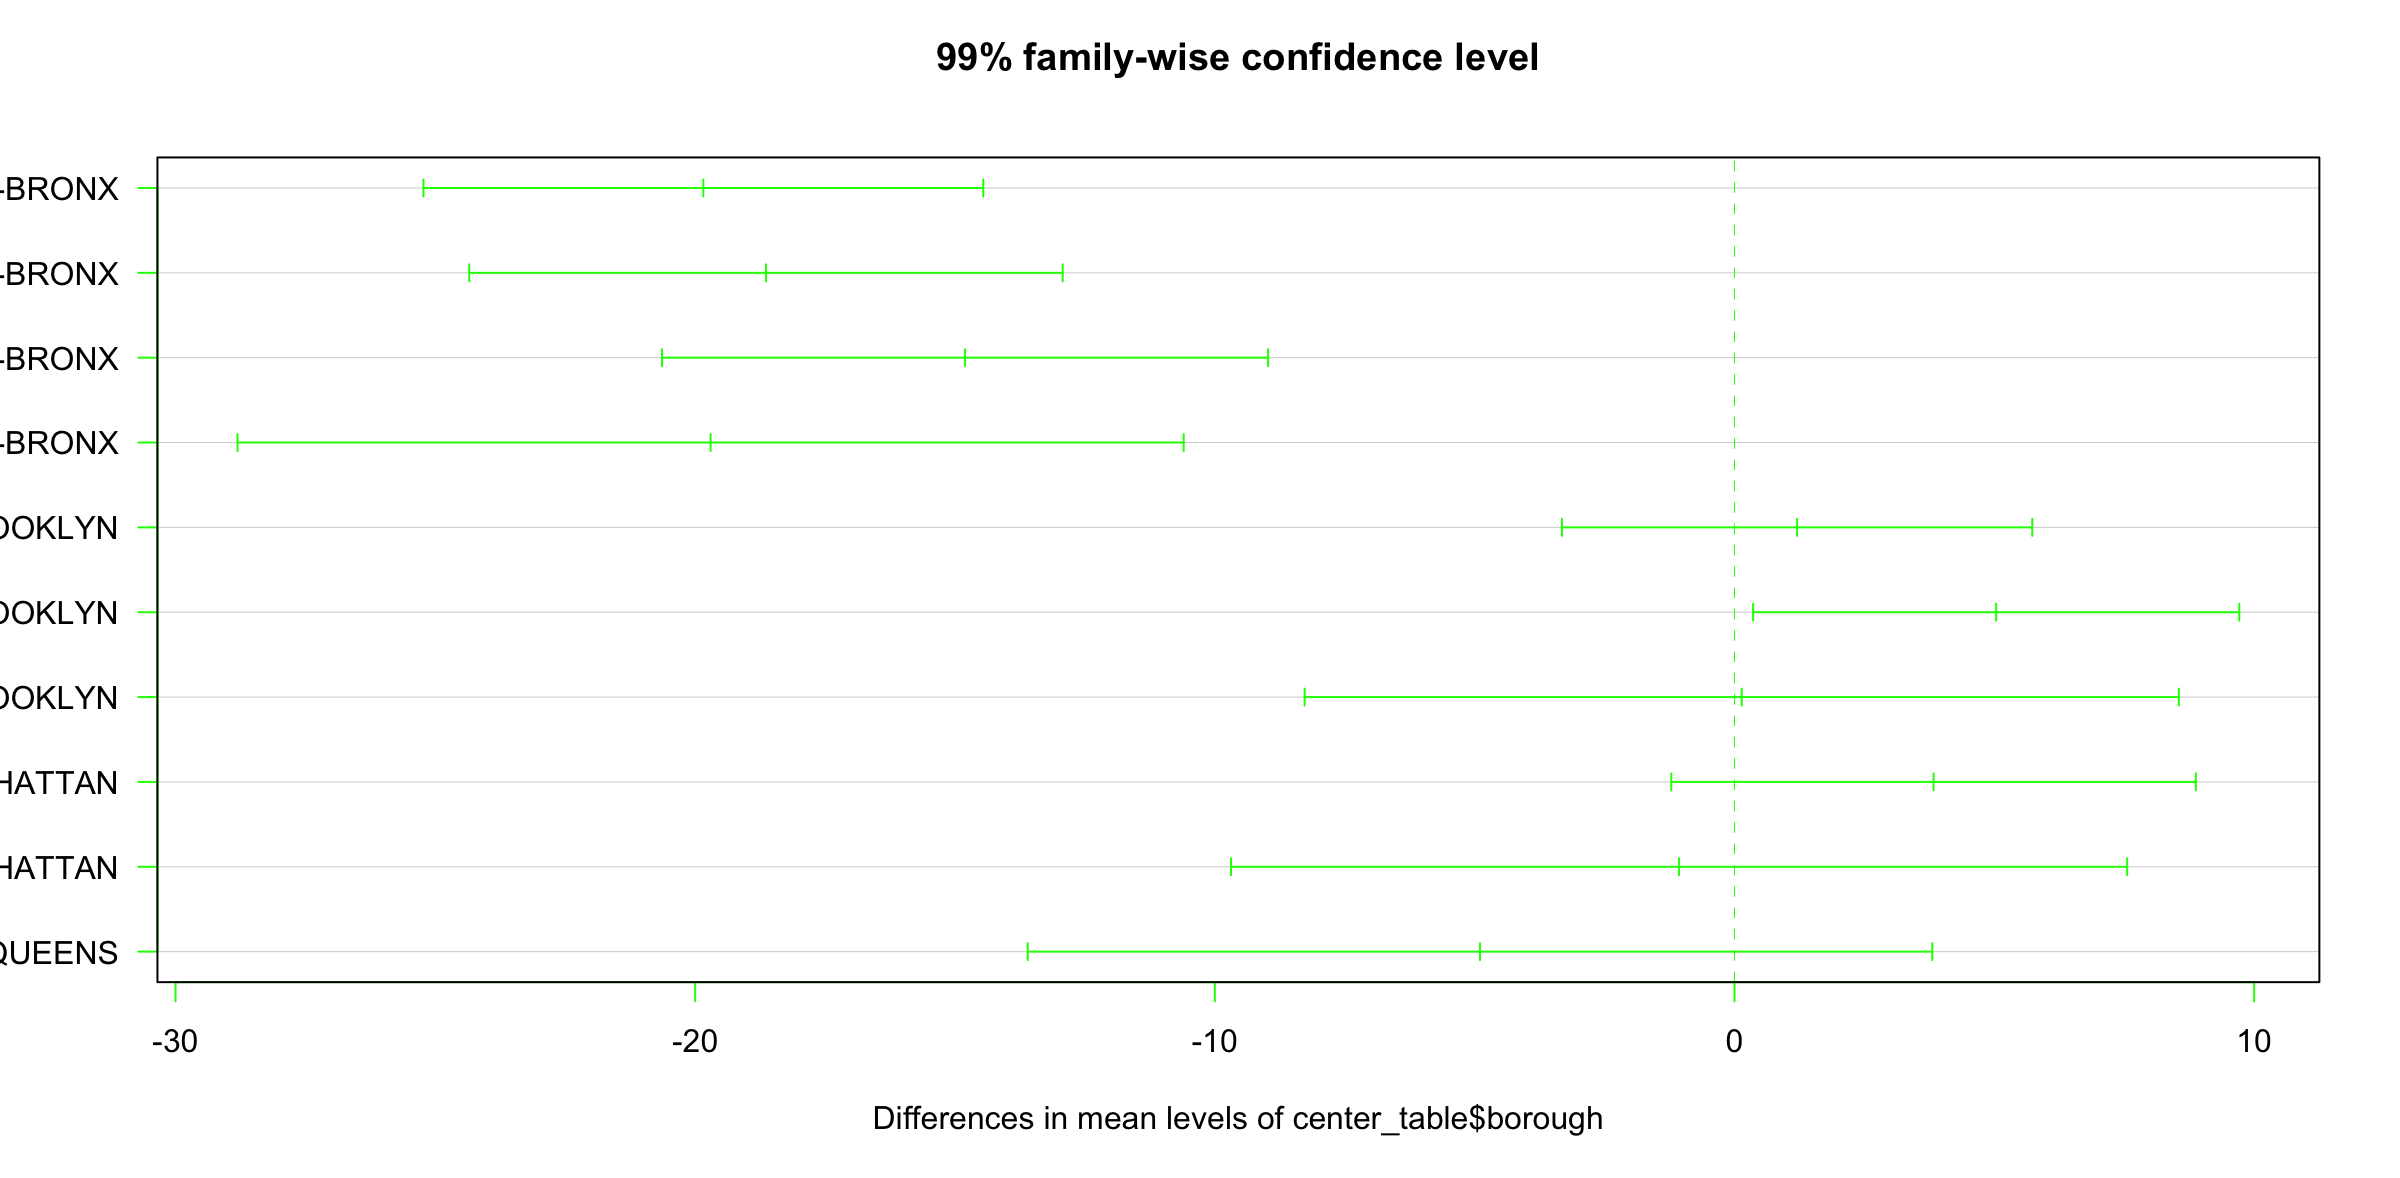 99% family-wise confidence level
-BRONX
-BRONX
-BRONX
-BRONX
OOKLYN
OOKLYN
OOKLYN
HATTAN
HATTAN
QUEENS
-30 -20 -10 0 10
Differences in mean levels of center_table$borough